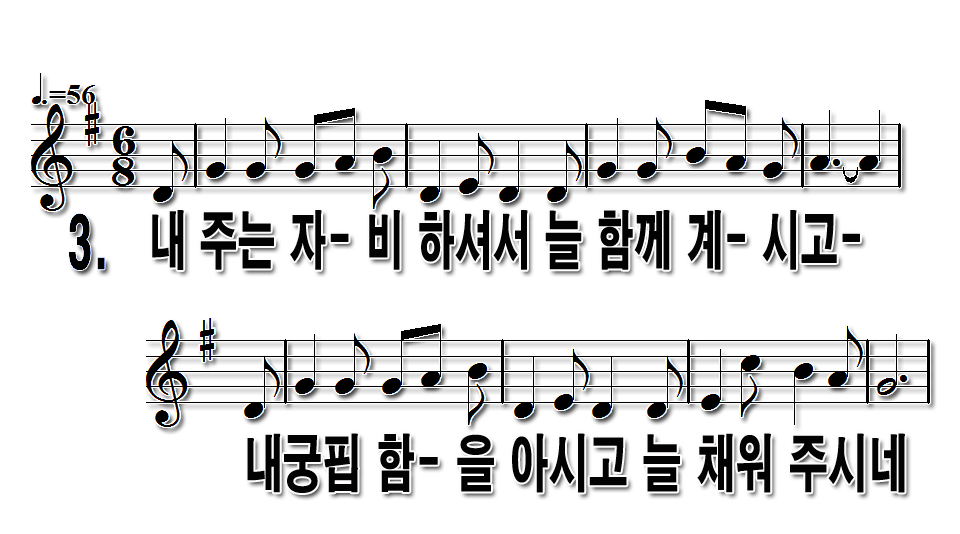 ♩.=56
6
8
3. 내 주는 자- 비 하셔서 늘 함께 계- 시고-
내궁핍 함- 을 아시고 늘 채워 주시네